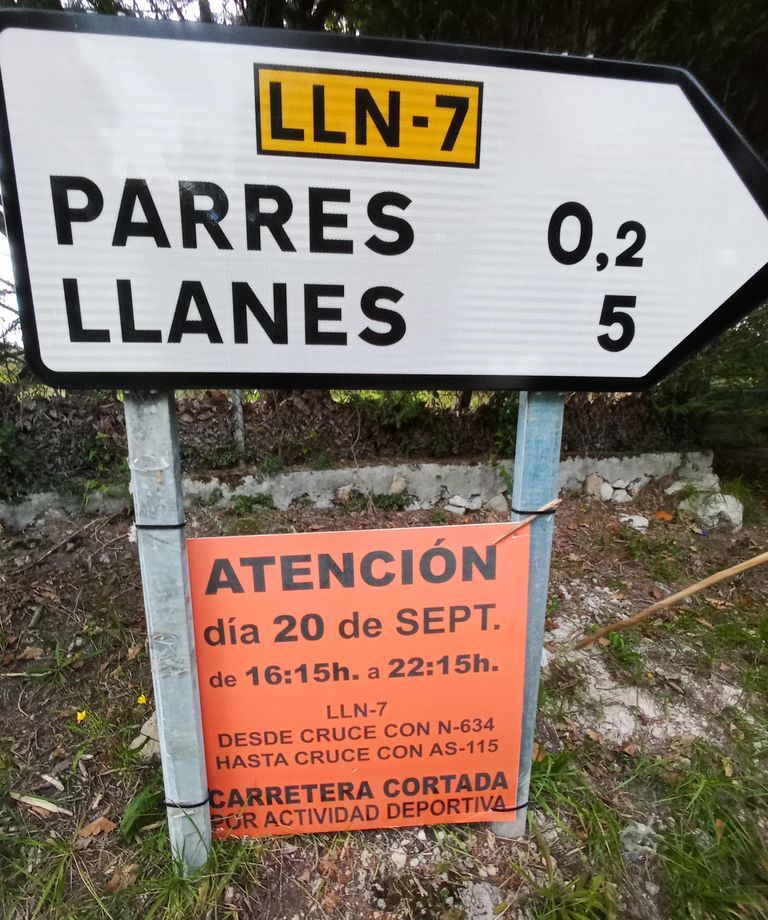 LLN-7
PARRES 0,2
LLANES 5
ATENCIÓN
día 20 de SEPT.
de 16:15h. a 22:15h.
LLN-7
DESDE CRUCE CON N-634
HASTA CRUCE CON AS-115
CARRETERA CORTADA
POR ACTIVIDAD DEPORTIVA